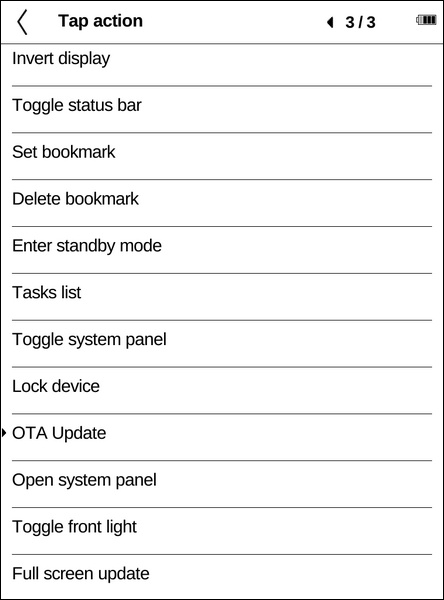 Tap action
3 / 3
Invert display
Toggle status bar
Set bookmark
Delete bookmark
Enter standby mode
Tasks list
Toggle system panel
Lock device
OTA Update
Open system panel
Toggle front light
Full screen update